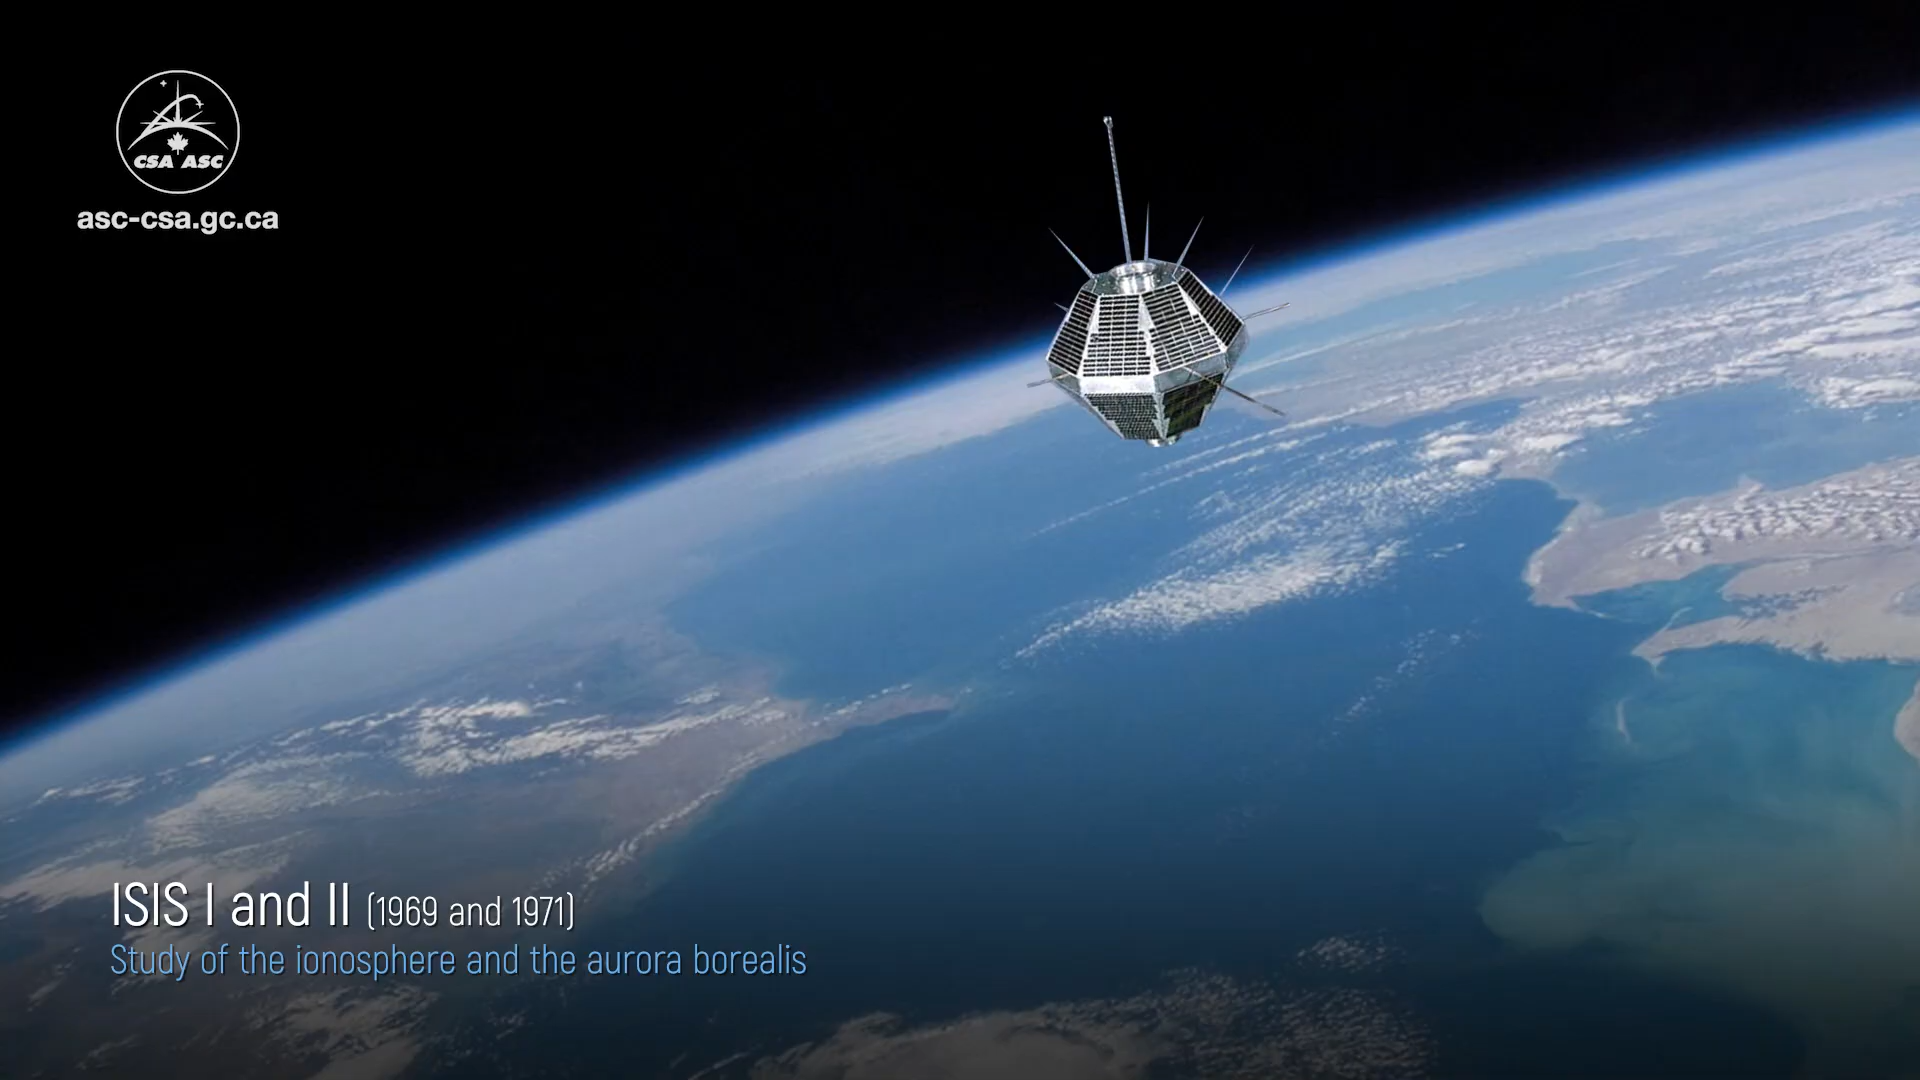 CSA ASC
asc-csa.gc.ca
ISIS I and II (1969 and 1971)
Study of the ionosphere and the aurora borealis